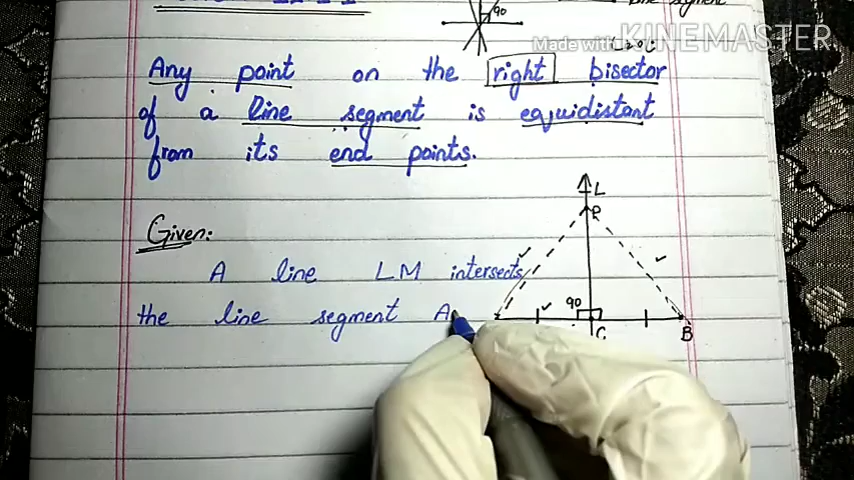 90
Made with KINEMASTER
Any point on the right bisector
of a line segment is equidistant
from its end points.
L
P
Given:
A line LM intersects
90
the line segment A
C
B